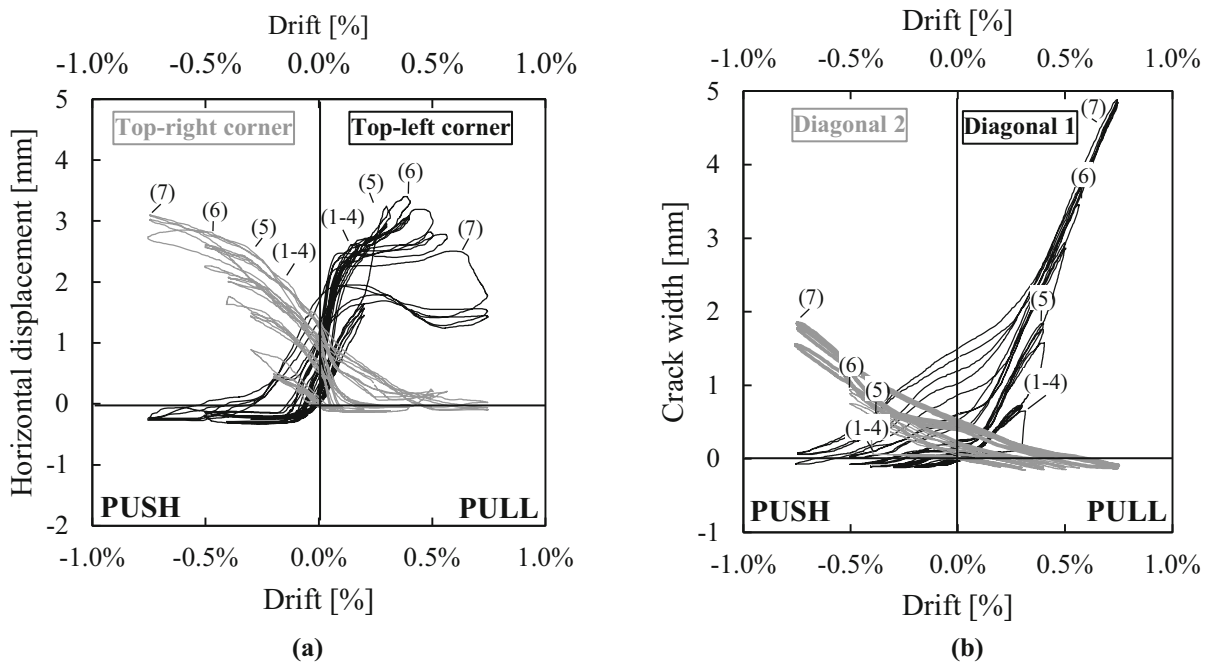 Drift [%]
-1.0% -0.5% 0.0% 0.5% 1.0%
5
4
3
2
1
0
-1
-2
Horizontal displacement [mm]
Top-right corner
Top-left corner
(7)
(6)
(5)
(1-4)
(1-4)
(5)
(6)
(7)
PUSH
PULL
-1.0% -0.5% 0.0% 0.5% 1.0%
Drift [%]
(a)
Drift [%]
-1.0% -0.5% 0.0% 0.5% 1.0%
5
4
3
2
1
0
-1
Crack width [mm]
Diagonal 2
Diagonal 1
(7)
(6)
(5)
(1-4)
(7)
(6)
(5)
(1-4)
PUSH
PULL
-1.0% -0.5% 0.0% 0.5% 1.0%
Drift [%]
(b)